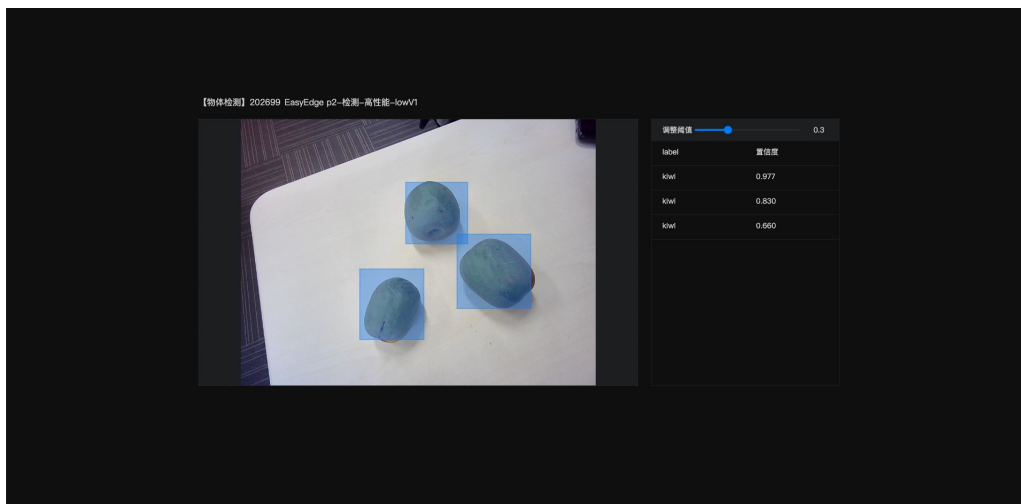 【物体检测】202699 EasyEdge p2-检测-高性能-lowV1
调整阈值 0.3
label 置信度
kiwi 0.977
kiwi 0.830
kiwi 0.660